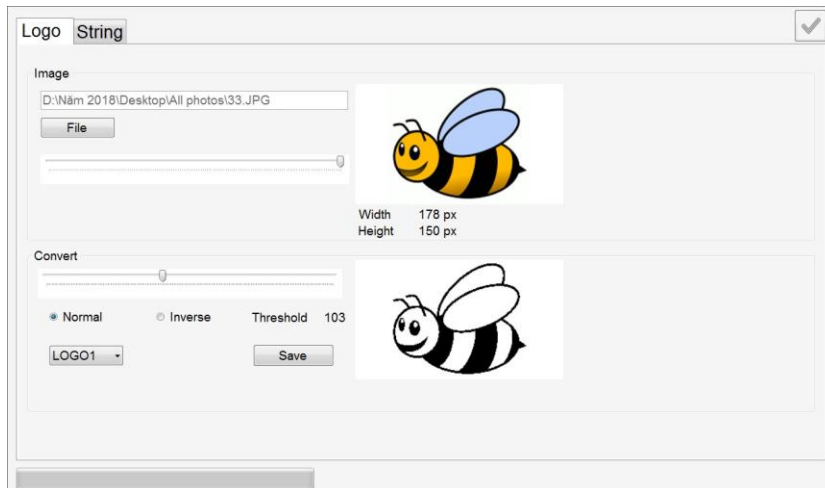 Logo String
Image
D:\Năm 2018\Desktop\All photos\33.JPG
File
Width 178 px
Height 150 px
Convert
Normal Inverse Threshold 103
LOGO1 Save